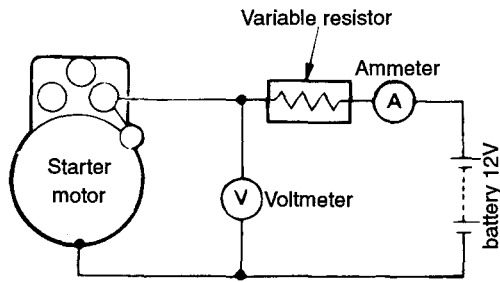 Variable resistor
Ammeter
A
Starter
motor
V
Voltmeter
battery 12V